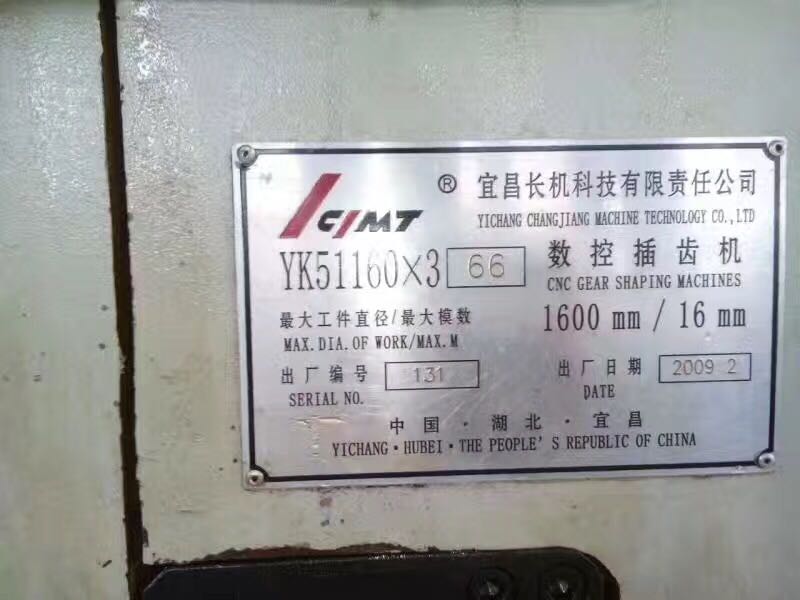 CJMT ® 宜昌长机科技有限责任公司
YICHANG CHANGJIANG MACHINE TECHNOLOGY CO.,LTD
YK51160×3 66 数控插齿机
CNC GEAR SHAPING MACHINES
最大工件直径/最大模数 1600 mm / 16 mm
MAX.DIA.OF WORK/MAX.M
出厂编号 131 出厂日期 2009 2
SERIAL NO. DATE
中国·湖北·宜昌
YICHANG·HUBEI·THE PEOPLE'S REPUBLIC OF CHINA